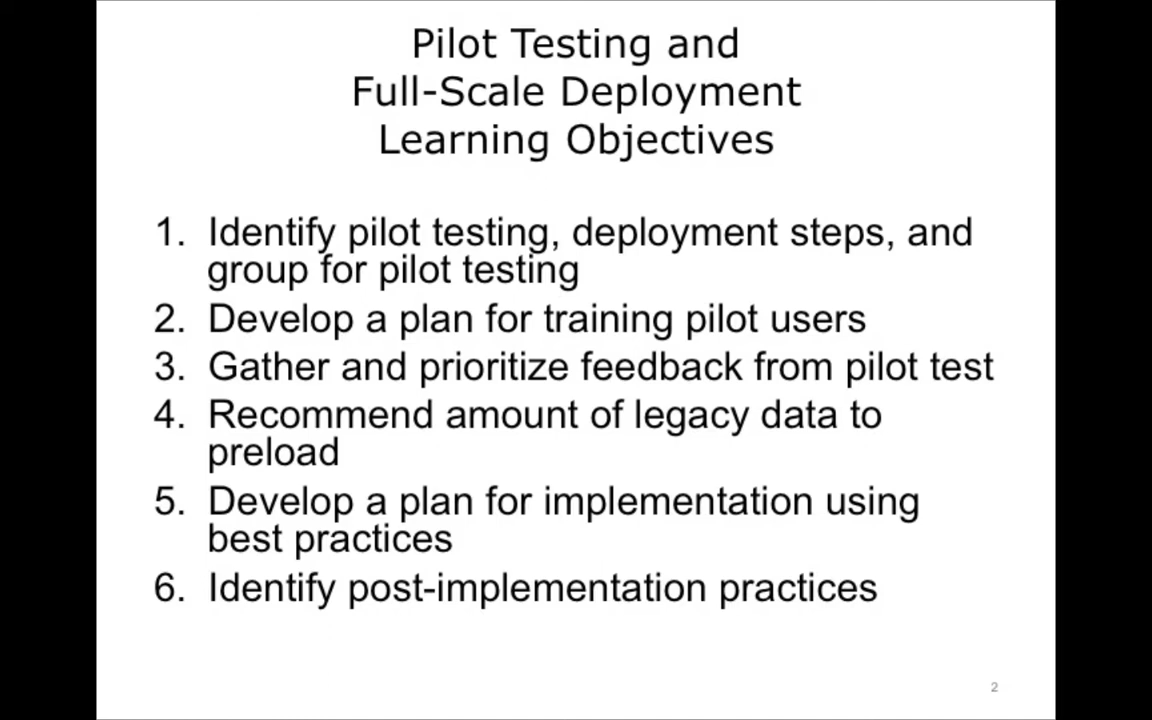 Pilot Testing and
Full-Scale Deployment
Learning Objectives
1. Identify pilot testing, deployment steps, and
group for pilot testing
2. Develop a plan for training pilot users
3. Gather and prioritize feedback from pilot test
4. Recommend amount of legacy data to
preload
5. Develop a plan for implementation using
best practices
6. Identify post-implementation practices
2